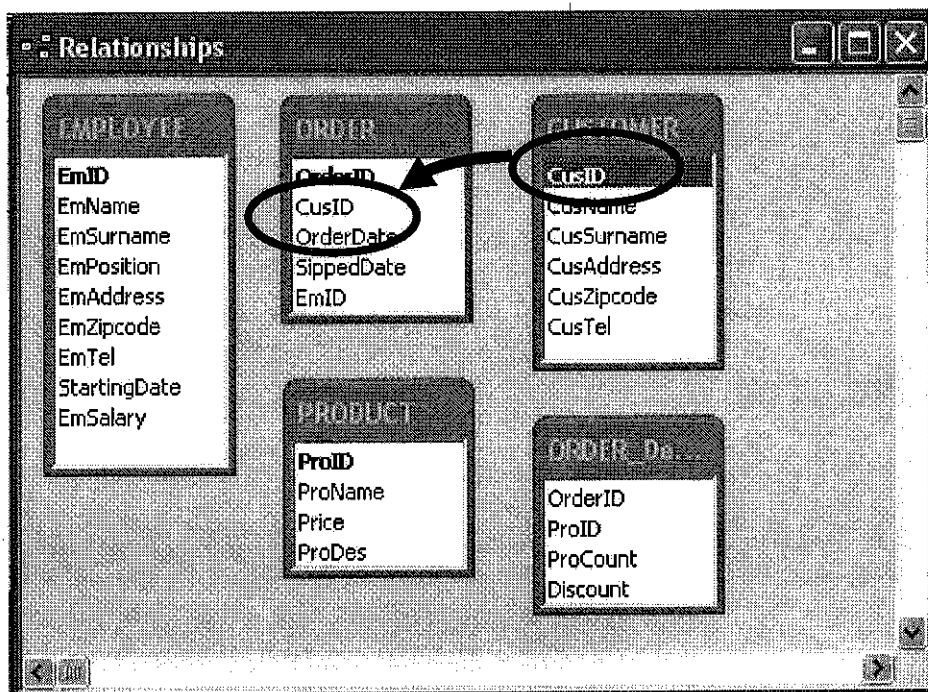 Relationships
EMPLOYEE
EmID
EmName
EmSurname
EmPosition
EmAddress
EmZipcode
EmTel
StartingDate
EmSalary
ORDER
OrderID
CusID
OrderDate
SippedDate
EmID
CUSTOMER
CusID
CusName
CusSurname
CusAddress
CusZipcode
CusTel
PRODUCT
ProID
ProName
Price
ProDes
ORDER_De...
OrderID
ProID
ProCount
Discount